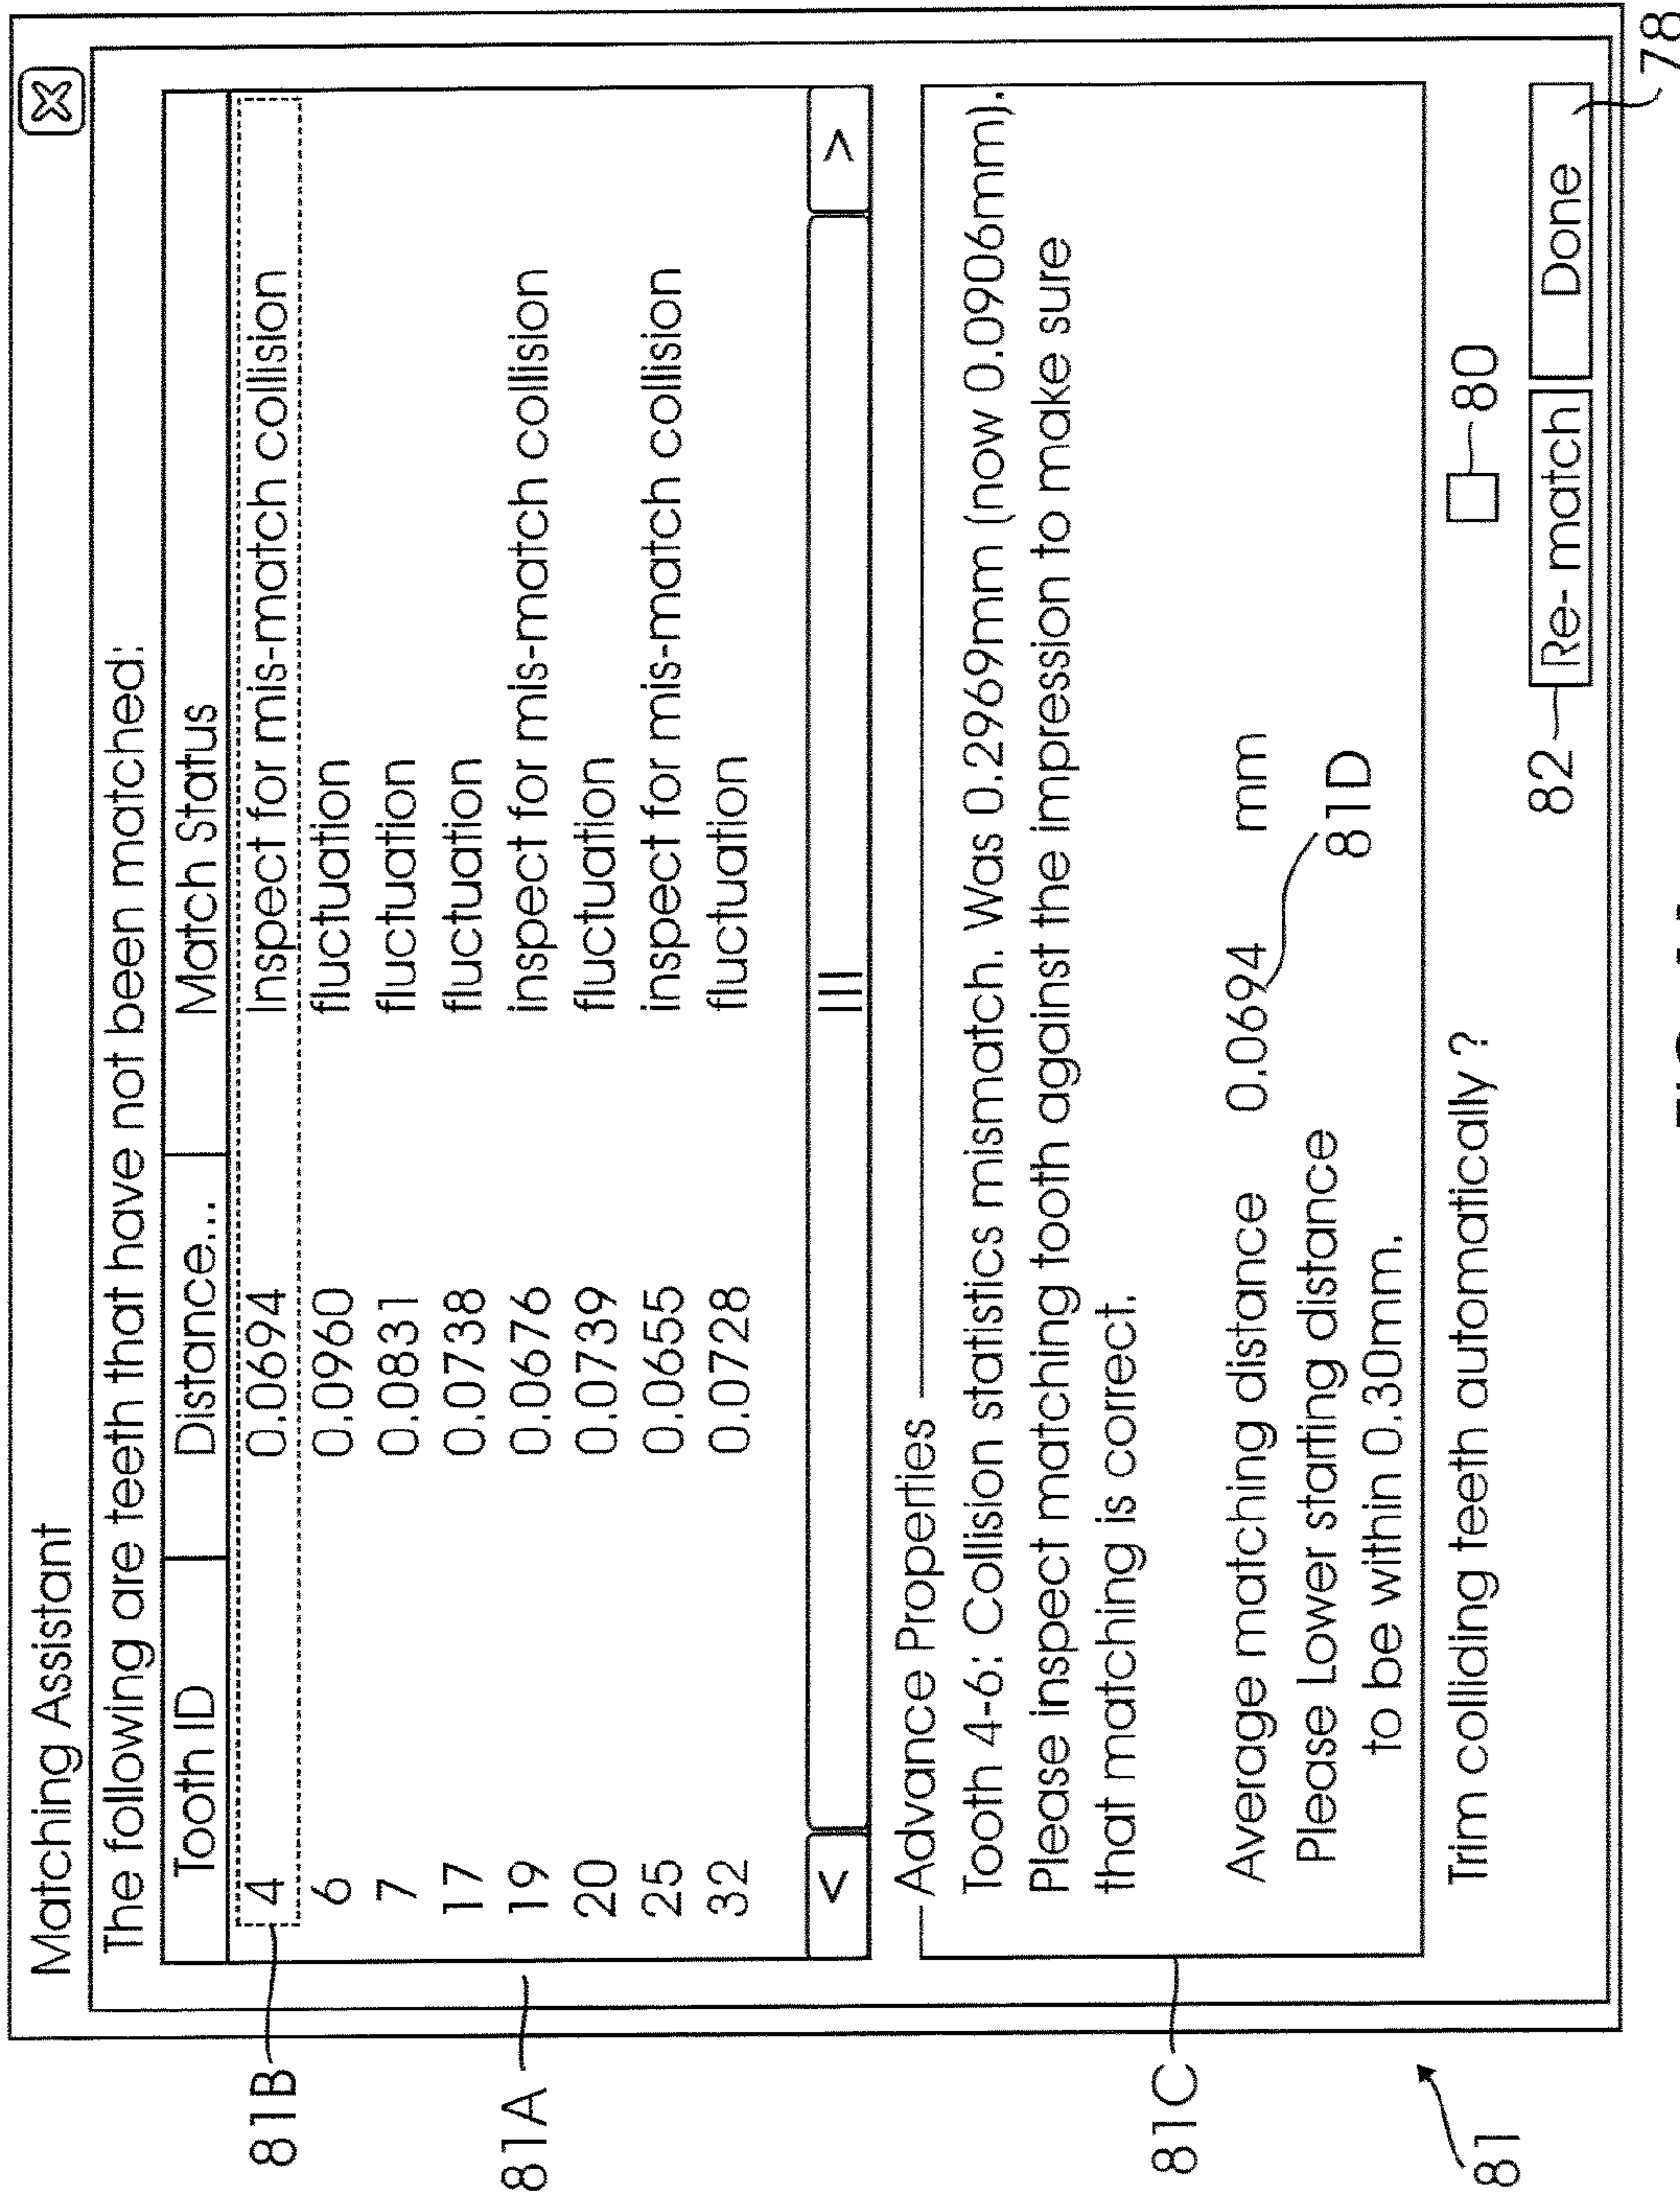 Matching Assistant
The following are teeth that have not been matched:
Tooth ID Distance... Match Status
4 0.0694 Inspect for mis-match collision
6 0.0960 fluctuation
7 0.0831 fluctuation
17 0.0738 fluctuation
19 0.0676 inspect for mis-match collision
20 0.0739 fluctuation
25 0.0655 inspect for mis-match collision
32 0.0728 fluctuation
< >
Advance Properties
Tooth 4-6: Collision statistics mismatch. Was 0.2969mm (now 0.0906mm).
Please inspect matching tooth against the impression to make sure
that matching is correct.
Average matching distance 0.0694 mm
Please Lower starting distance
to be within 0.30mm.
81D
Trim colliding teeth automatically ?
80
82 Re- match Done
78
81B
81A
81C
81